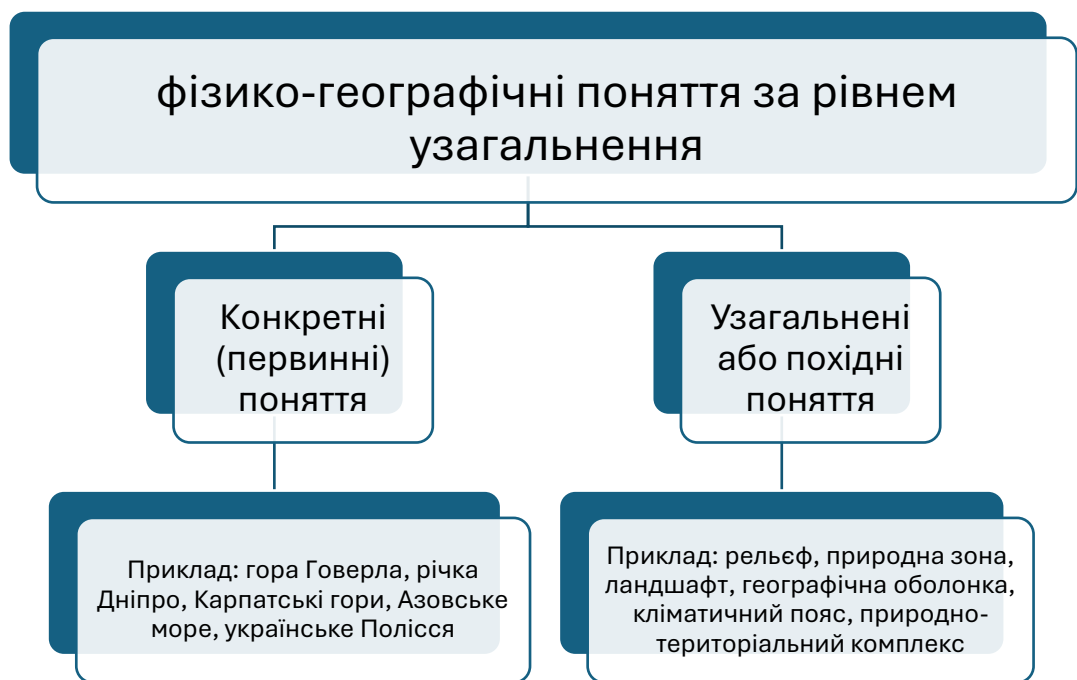 фізико-географічні поняття за рівнем
узагальнення
Конкретні
(первинні)
поняття
Узагальнені
або похідні
поняття
Приклад: гора Говерла, річка
Дніпро, Карпатські гори, Азовське
море, українське Полісся
Приклад: рельєф, природна зона,
ландшафт, географічна оболонка,
кліматичний пояс, природно-
територіальний комплекс